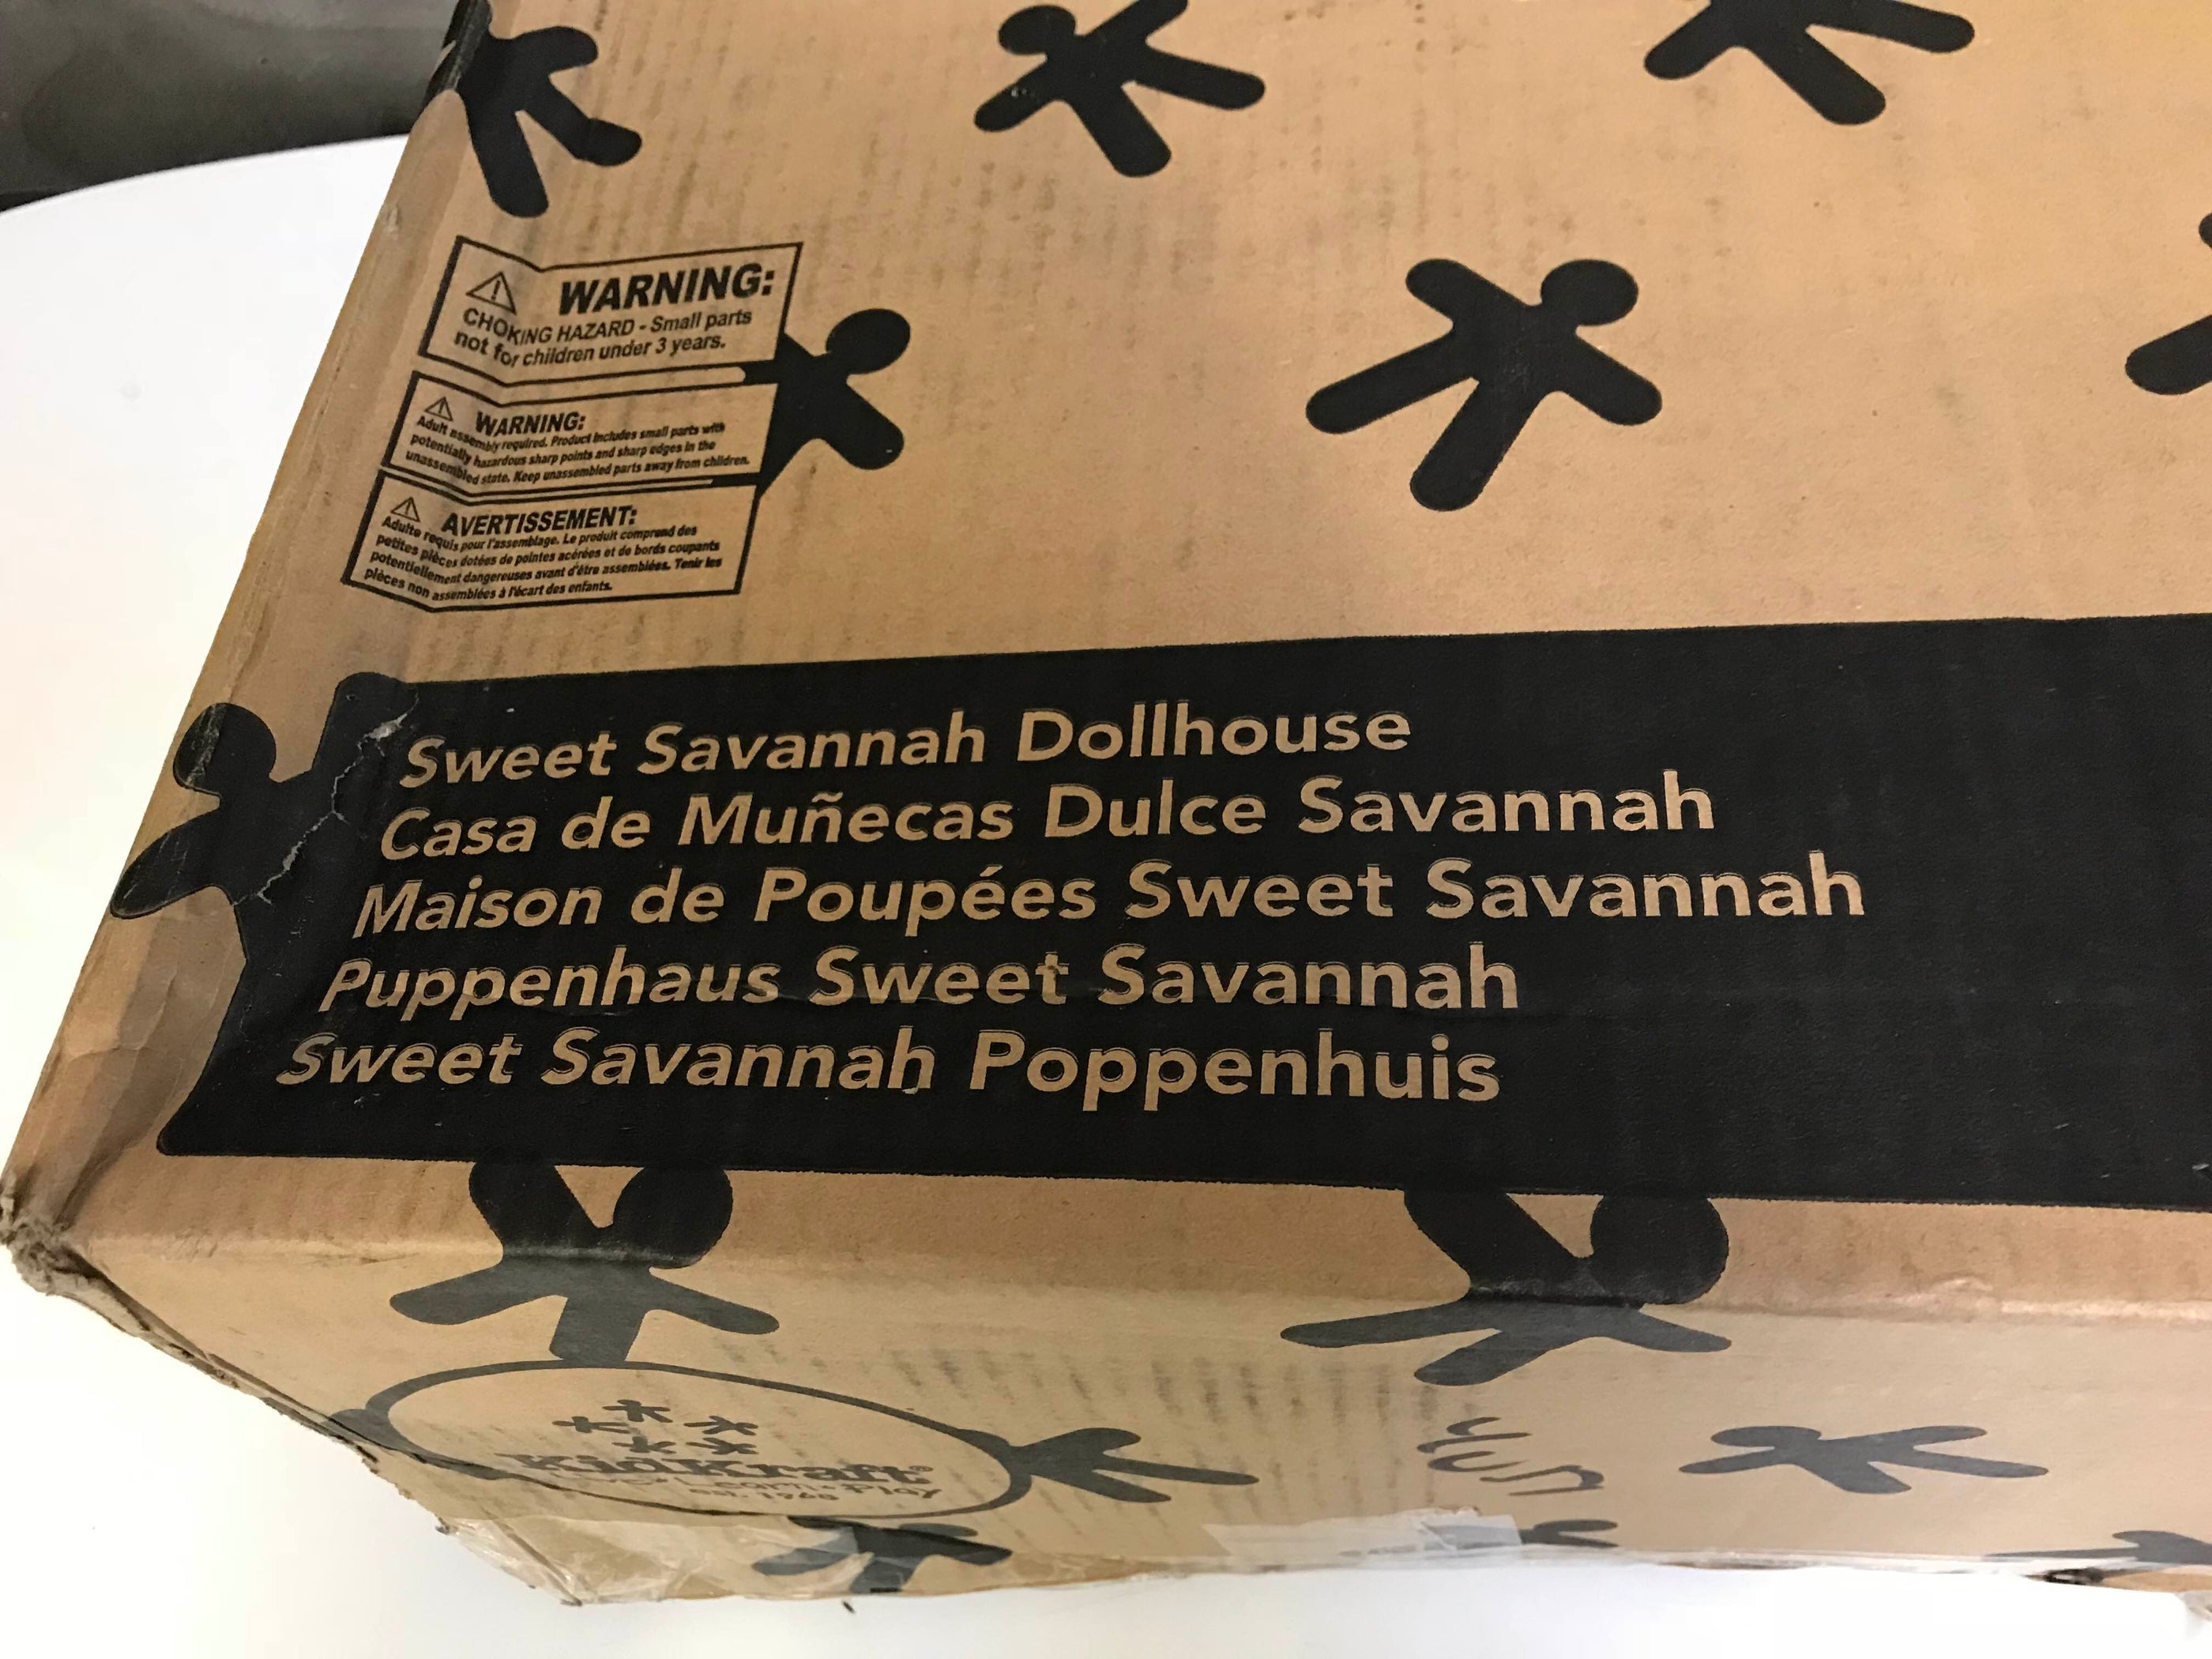 WARNING:
CHOKING HAZARD - Small parts
not for children under 3 years.
WARNING:
Adult assembly required. Product includes small parts with
potentially hazardous sharp points and sharp edges in the
unassembled state. Keep unassembled parts away from children.
AVERTISSEMENT:
Adulte requis pour l'assemblage. Le produit comprend des
petites pièces dotées de pointes acérées et de bords coupants
potentiellement dangereuses avant d'être assemblées. Tenir les
pièces non assemblées à l'écart des enfants.
Sweet Savannah Dollhouse
Casa de Muñecas Dulce Savannah
Maison de Poupées Sweet Savannah
Puppenhaus Sweet Savannah
Sweet Savannah Poppenhuis
KidKraft®
Learn • Play
est. 1968